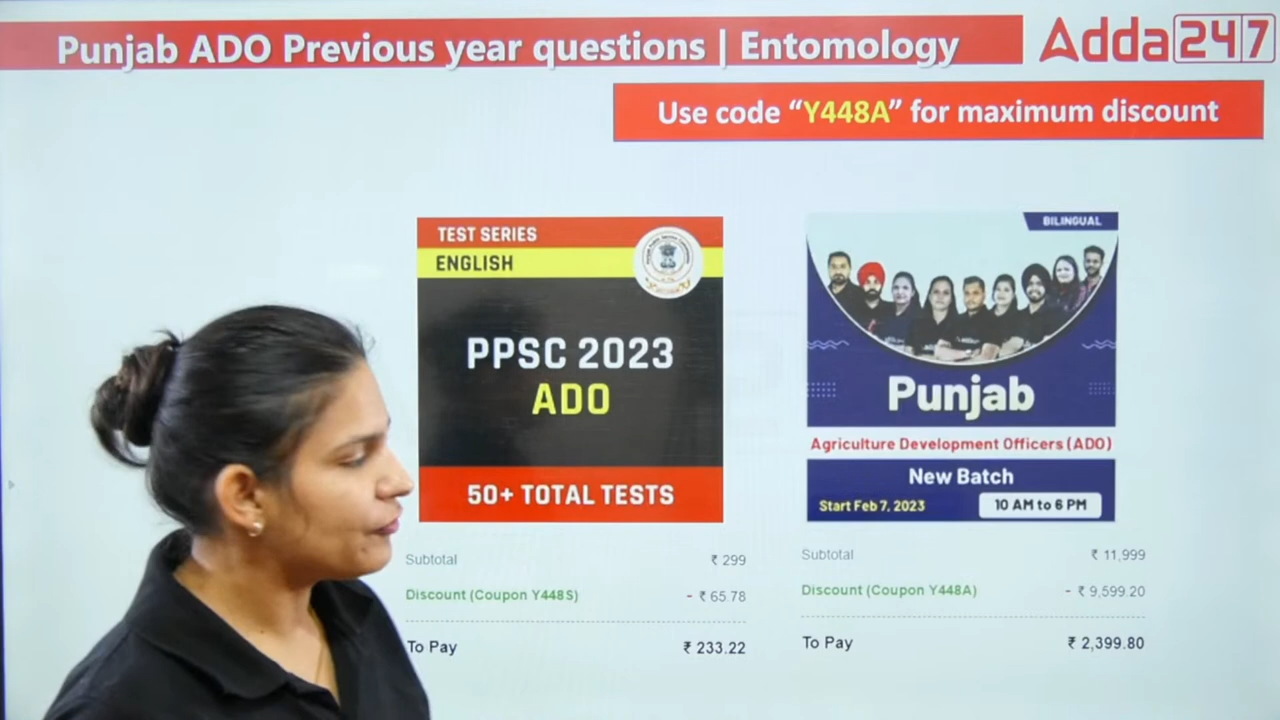 Punjab ADO Previous year questions | Entomology
Adda 247
Use code “Y448A” for maximum discount
TEST SERIES
ENGLISH
PPSC 2023
ADO
50+ TOTAL TESTS
Subtotal ₹ 299
Discount (Coupon Y448S) - ₹ 65.78
To Pay ₹ 233.22
BILINGUAL
Punjab
Agriculture Development Officers (ADO)
New Batch
Start Feb 7, 2023 10 AM to 6 PM
Subtotal ₹ 11,999
Discount (Coupon Y448A) - ₹ 9,599.20
To Pay ₹ 2,399.80